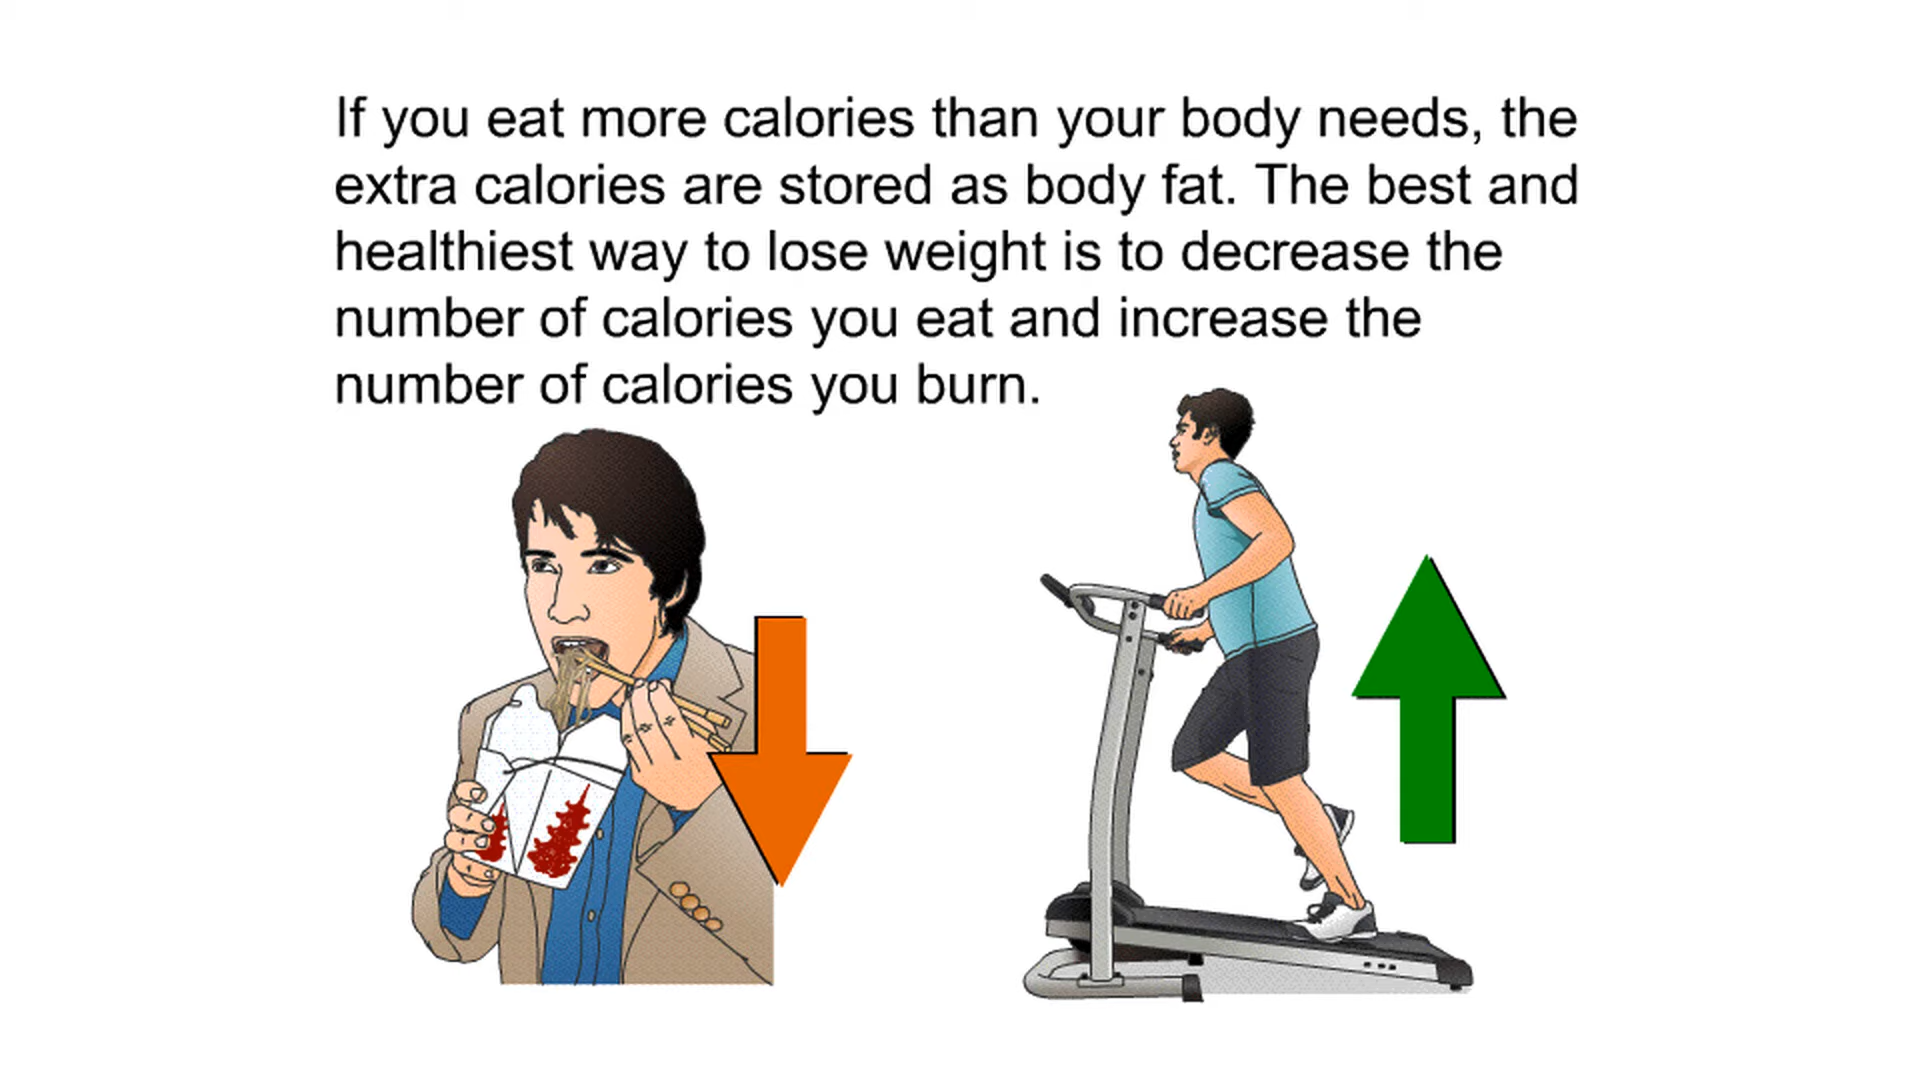 If you eat more calories than your body needs, the
extra calories are stored as body fat. The best and
healthiest way to lose weight is to decrease the
number of calories you eat and increase the
number of calories you burn.